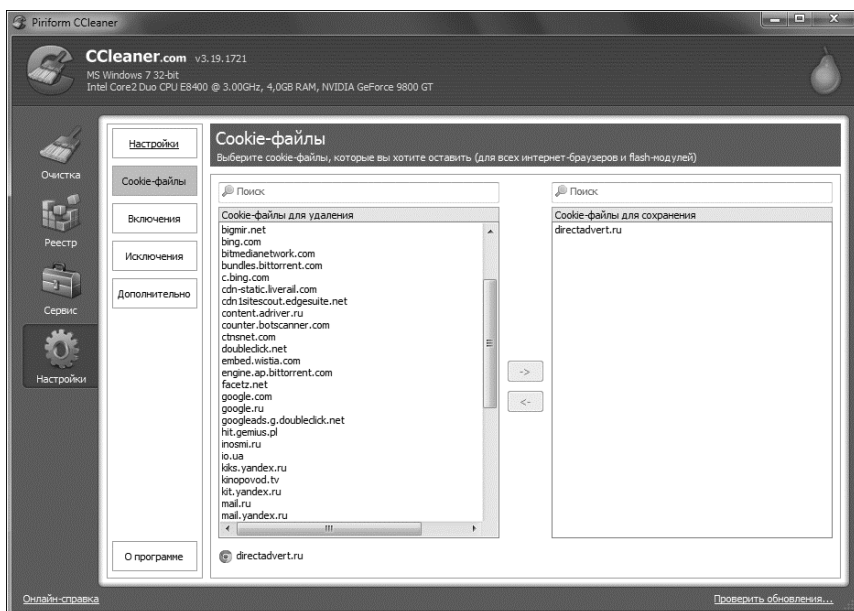 Piriform CCleaner
CCleaner.com v3.19.1721
MS Windows 7 32-bit
Intel Core2 Duo CPU E8400 @ 3.00GHz, 4,0GB RAM, NVIDIA GeForce 9800 GT
Очистка
Реестр
Сервис
Настройки
Настройки
Cookie-файлы
Включения
Исключения
Дополнительно
О программе
Cookie-файлы
Выберите cookie-файлы, которые вы хотите оставить (для всех интернет-браузеров и flash-модулей)
Поиск
Cookie-файлы для удаления
bigmir.net
bing.com
bitmedianetwork.com
bundles.bittorrent.com
c.bing.com
cdn-static.liverail.com
cdn1sitescout.edgesuite.net
content.adriver.ru
counter.botscanner.com
ctnsnet.com
doubleclick.net
embed.wistia.com
engine.ap.bittorrent.com
facetz.net
google.com
google.ru
googleads.g.doubleclick.net
hit.gemius.pl
inosmi.ru
io.ua
kiks.yandex.ru
kinopovod.tv
kit.yandex.ru
mail.ru
mail.yandex.ru
->
<-
Поиск
Cookie-файлы для сохранения
directadvert.ru
directadvert.ru
Онлайн-справка
Проверить обновления...